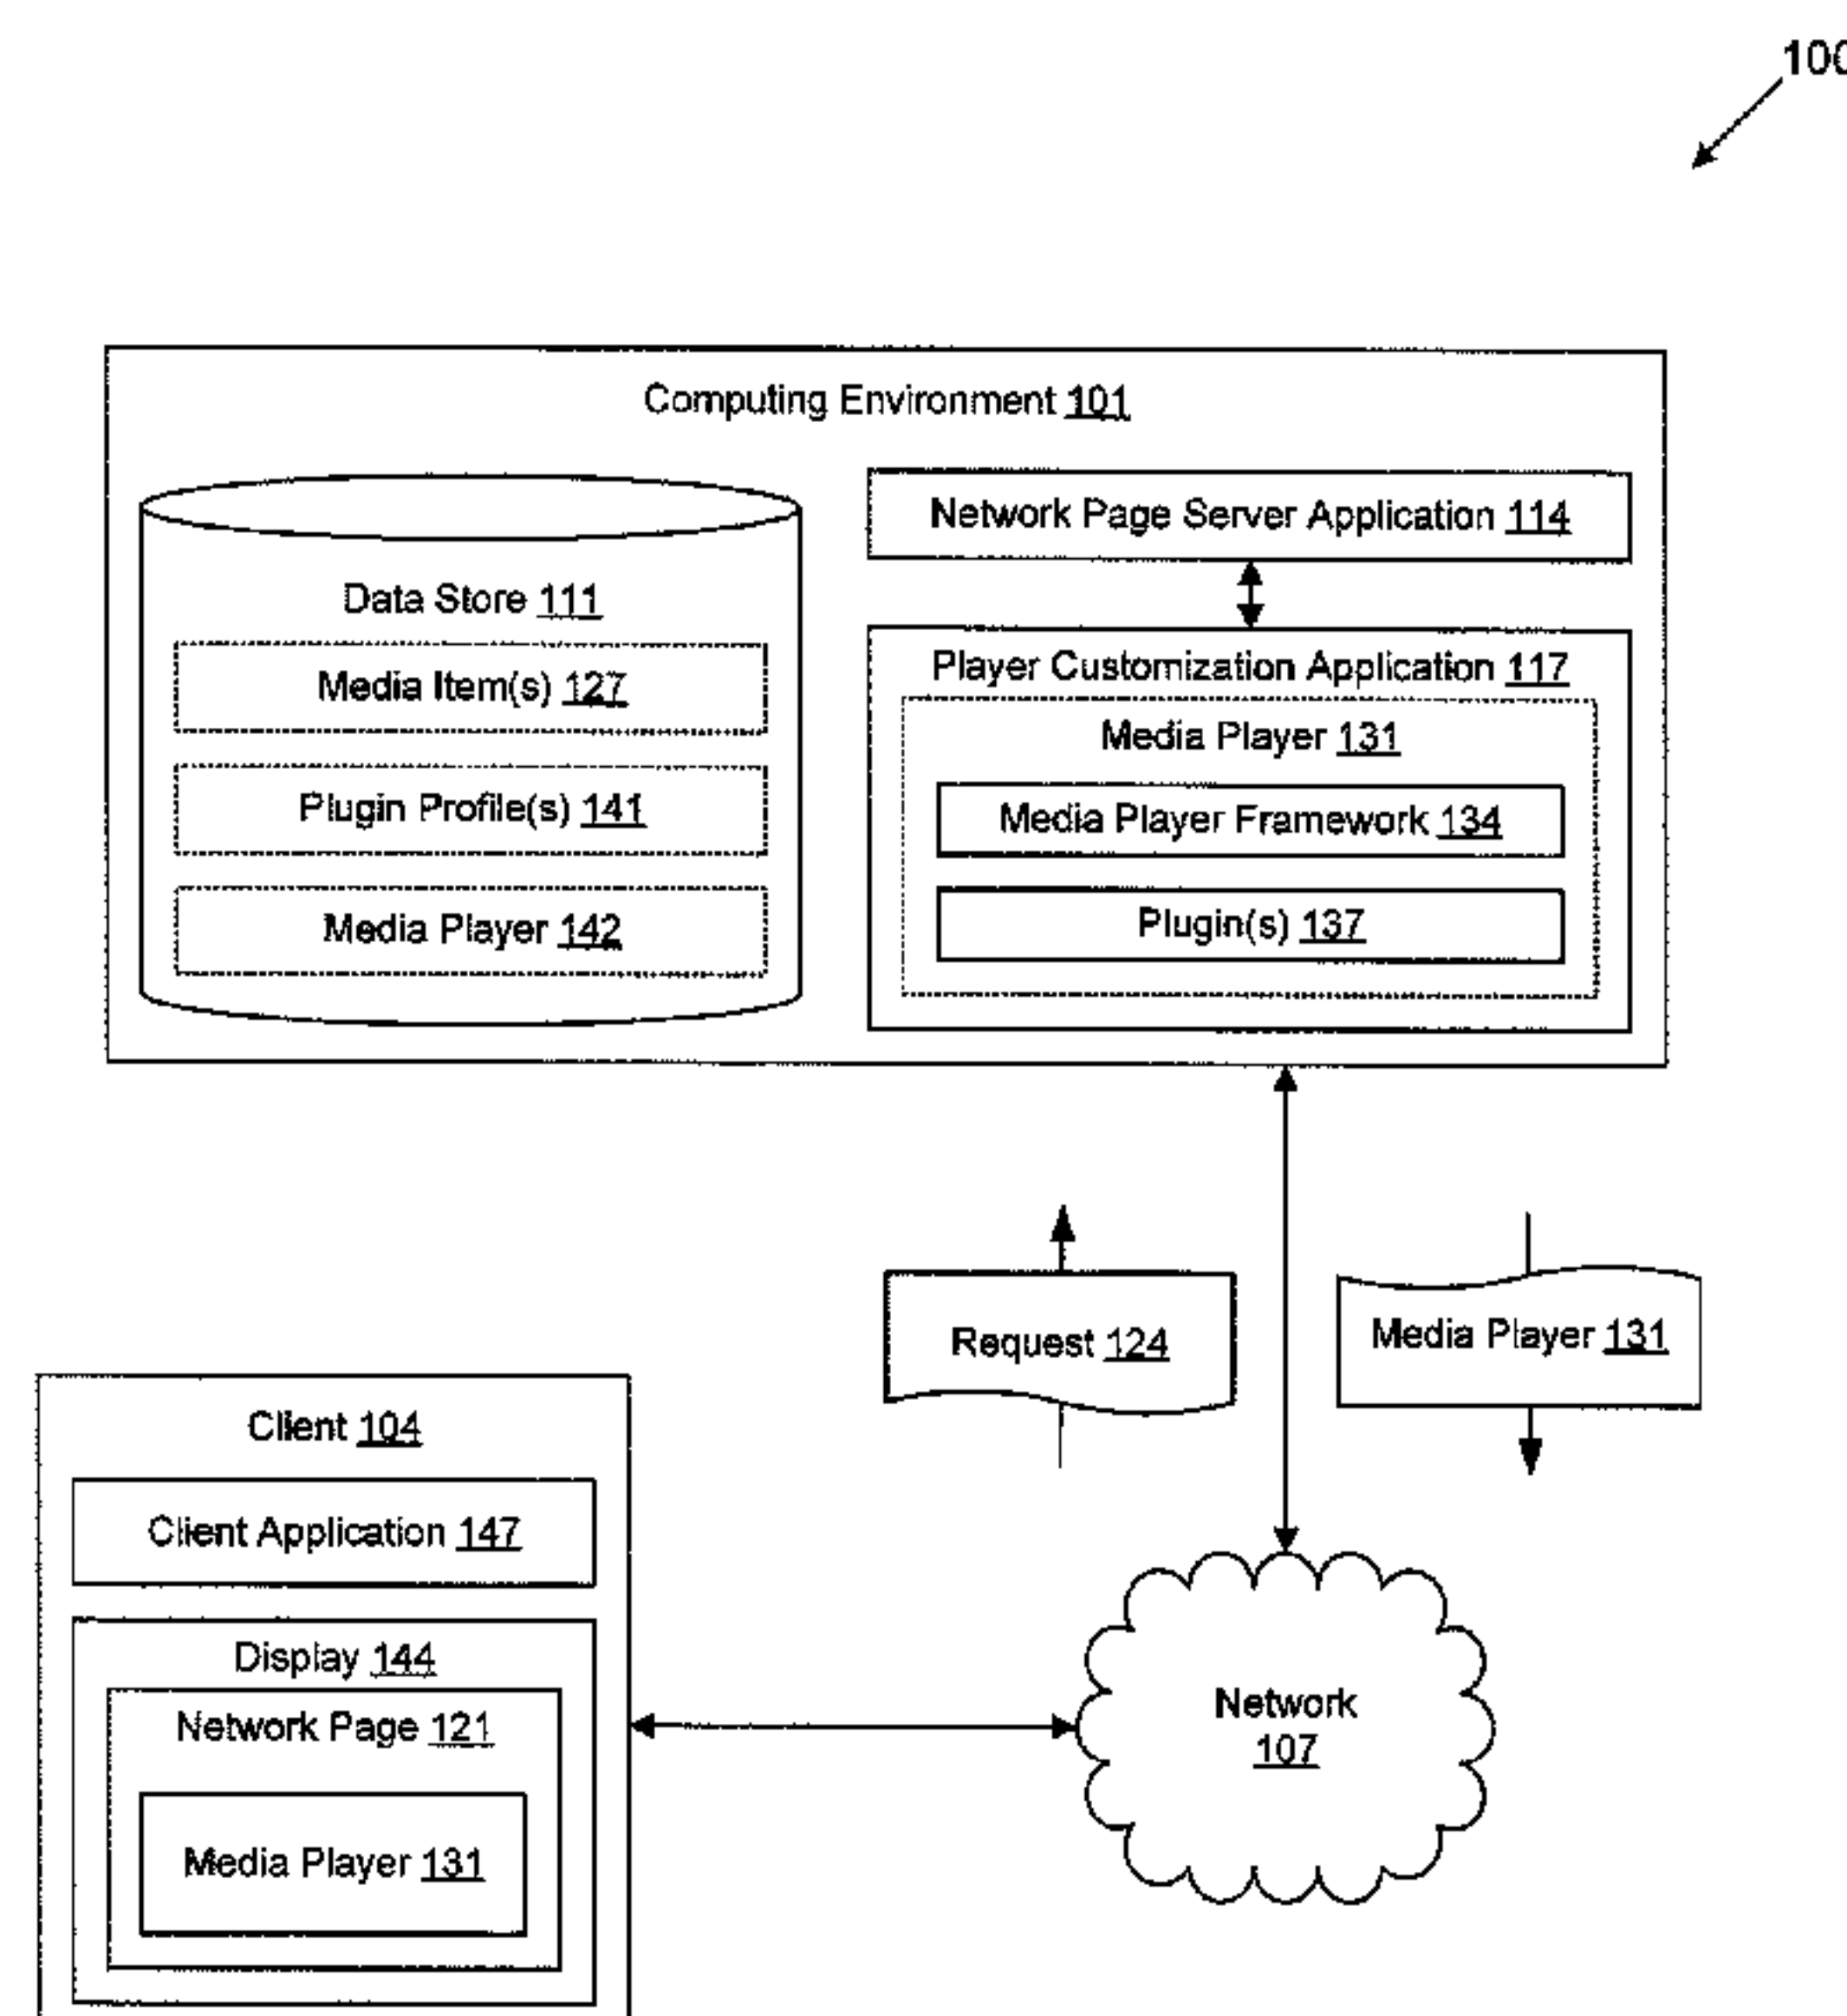 100
Computing Environment 101
Network Page Server Application 114
Data Store 111
Media Item(s) 127
Plugin Profile(s) 141
Media Player 142
Player Customization Application 117
Media Player 131
Media Player Framework 134
Plugin(s) 137
Request 124
Media Player 131
Client 104
Client Application 147
Display 144
Network Page 121
Media Player 131
Network
107